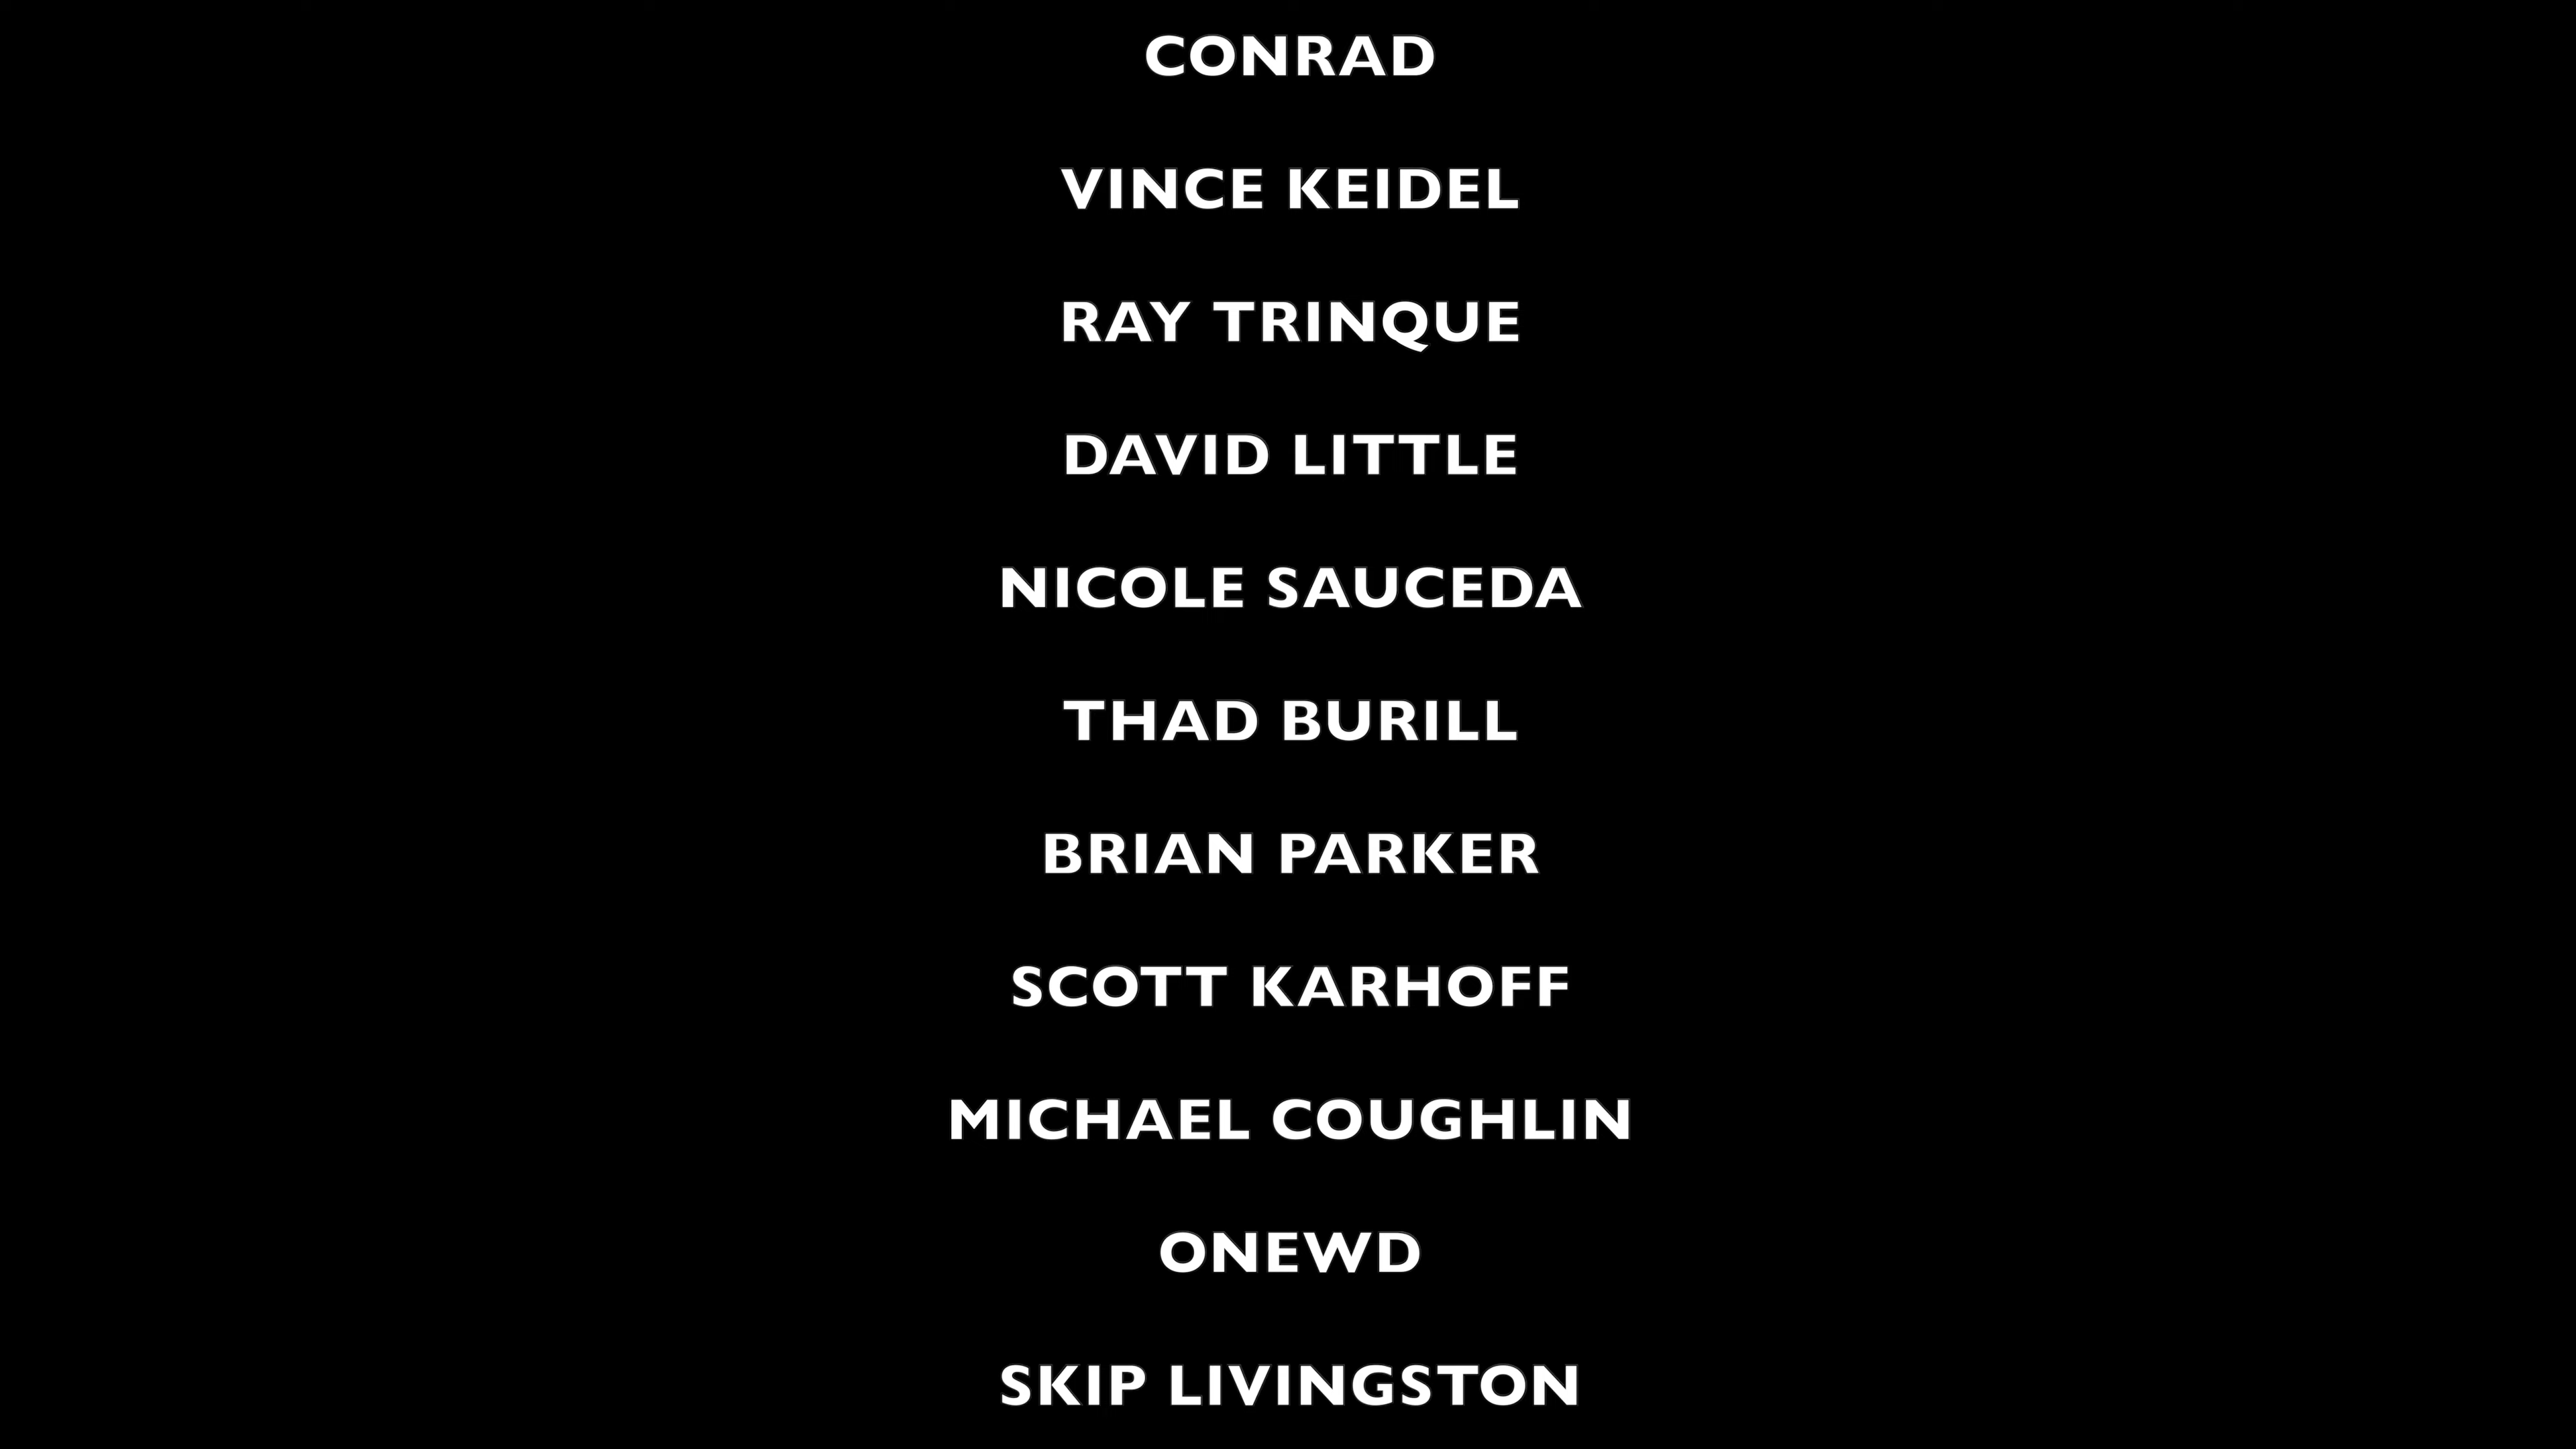 CONRAD
VINCE KEIDEL
RAY TRINQUE
DAVID LITTLE
NICOLE SAUCEDA
THAD BURILL
BRIAN PARKER
SCOTT KARHOFF
MICHAEL COUGHLIN
ONEWD
SKIP LIVINGSTON